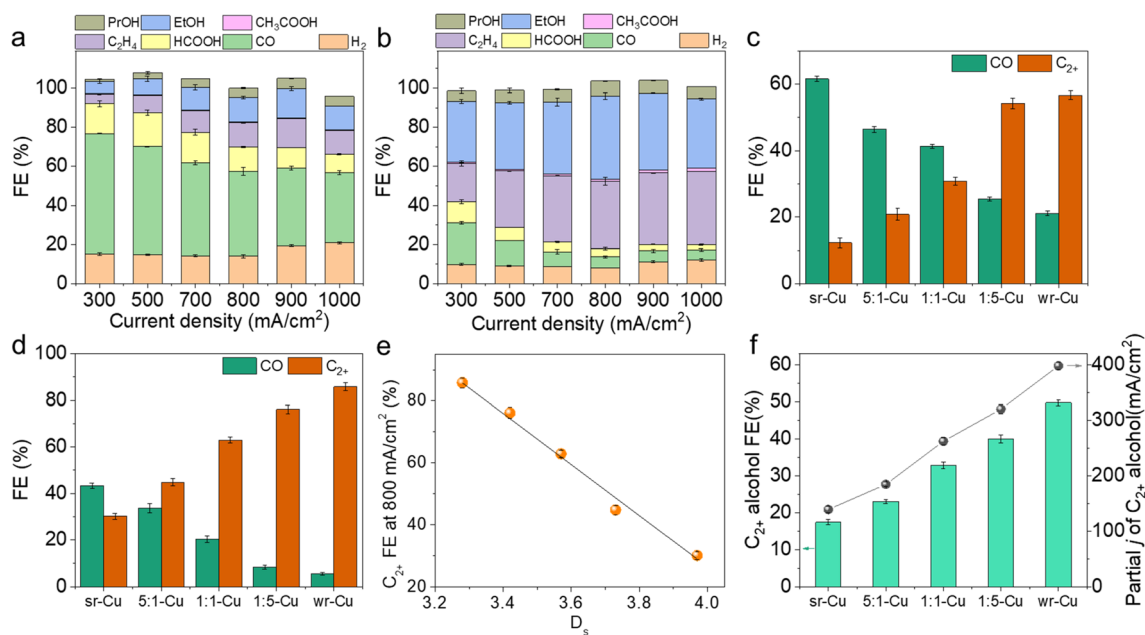 a
PrOH EtOH CH₃COOH
C₂H₄ HCOOH CO H₂
FE (%)
100
80
60
40
20
0
300 500 700 800 900 1000
Current density (mA/cm²)
b
PrOH EtOH CH₃COOH
C₂H₄ HCOOH CO H₂
FE (%)
100
80
60
40
20
0
300 500 700 800 900 1000
Current density (mA/cm²)
c
CO C₂₊
FE (%)
60
40
20
0
sr-Cu 5:1-Cu 1:1-Cu 1:5-Cu wr-Cu
d
CO C₂₊
FE (%)
100
80
60
40
20
0
sr-Cu 5:1-Cu 1:1-Cu 1:5-Cu wr-Cu
e
C₂₊ FE at 800 mA/cm² (%)
80
60
40
20
3.2 3.4 3.6 3.8 4.0
Dₛ
f
C₂₊ alcohol FE(%)
60
50
40
30
20
10
0
sr-Cu 5:1-Cu 1:1-Cu 1:5-Cu wr-Cu
400
300
200
100
0
Partial j of C₂₊ alcohol(mA/cm²)